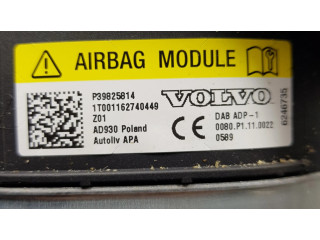 AIRBAG MODULE
P39825814
1T001162740449
Z01
AD930 Poland
Autoliv APA
VOLVO
CE
DAB ADP-1
0080.P1.11.0022
0589
6246735